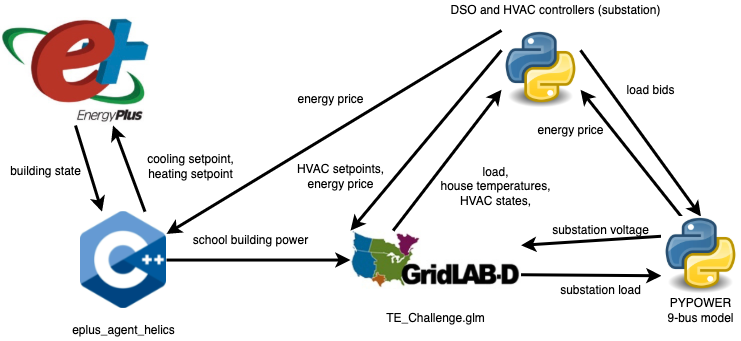 DSO and HVAC controllers (substation)
e+
EnergyPlus
energy price
load bids
energy price
building state
cooling setpoint,
heating setpoint
HVAC setpoints,
energy price
load,
house temperatures,
HVAC states,
C++
school building power
substation voltage
GridLAB-D
substation load
eplus_agent_helics
TE_Challenge.glm
PYPOWER
9-bus model